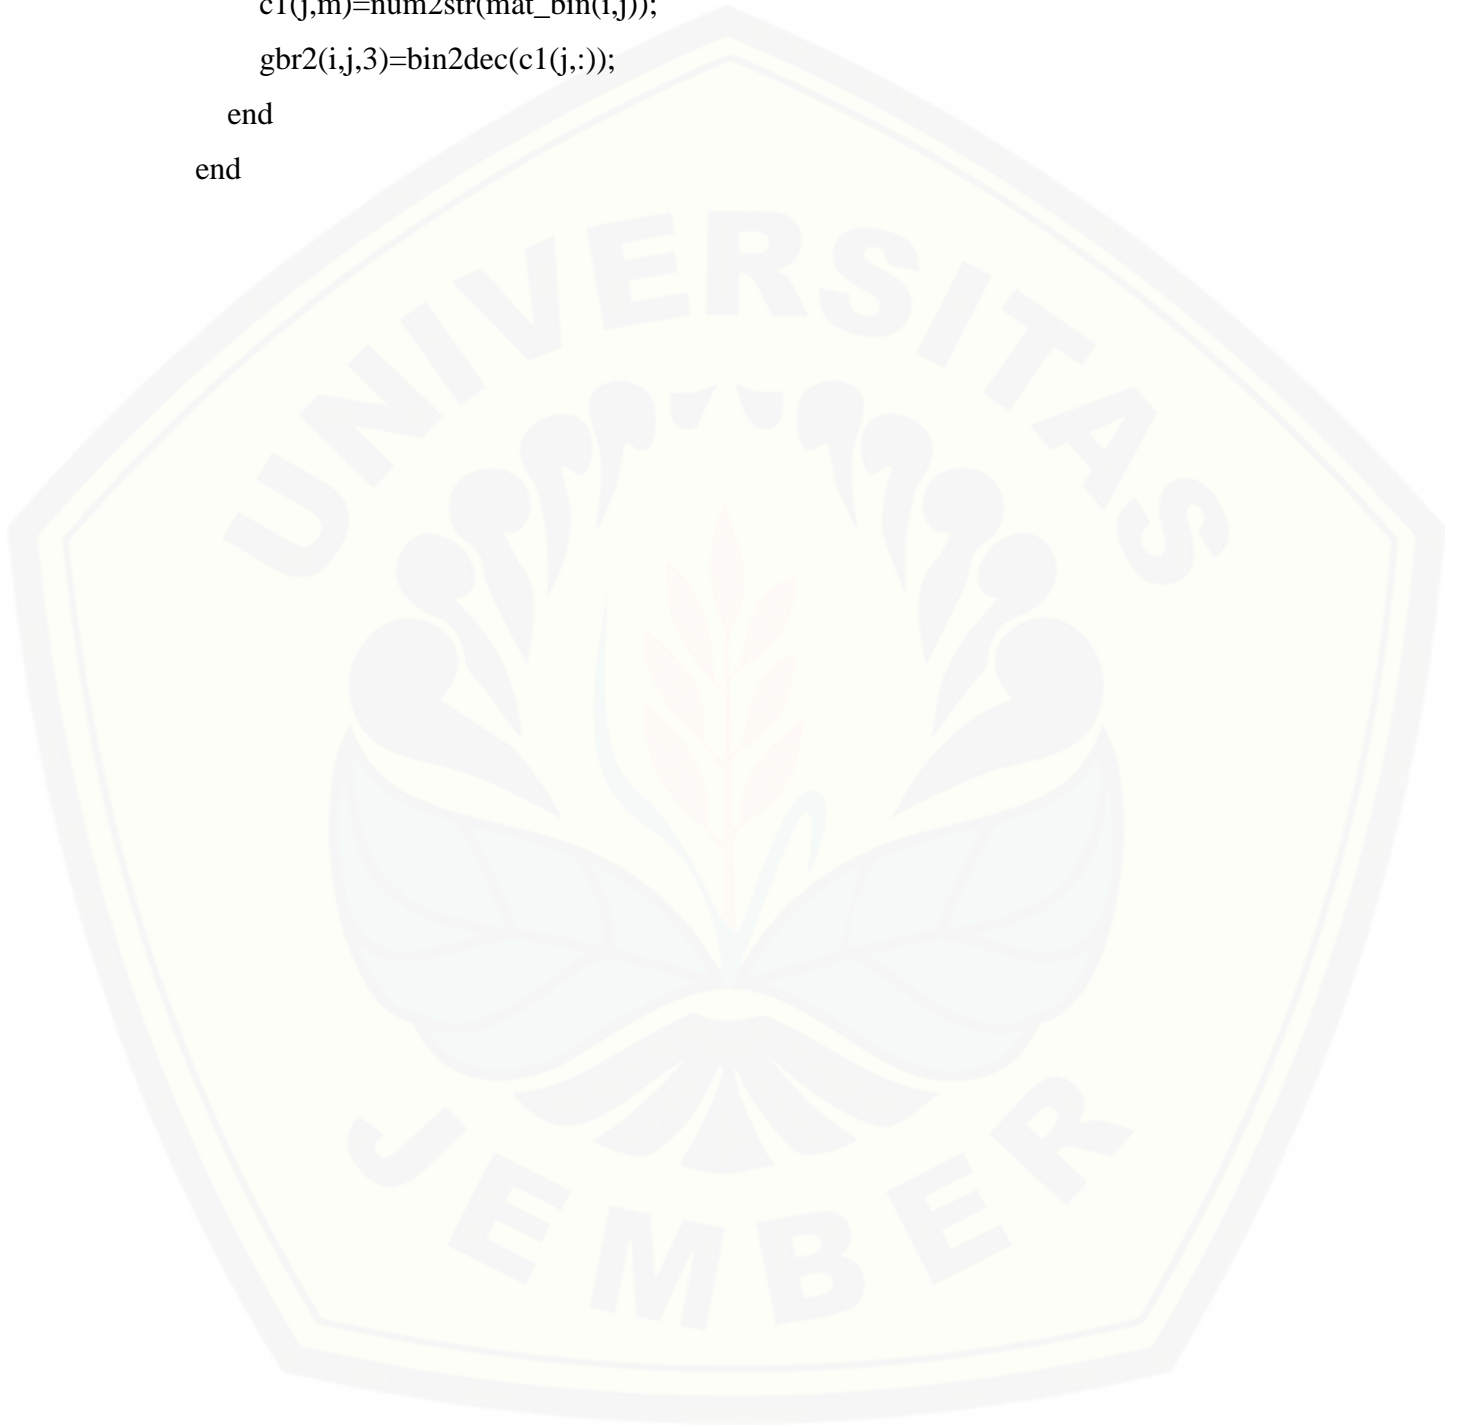 c1(j,m)=num2str(mat_bin(i,j));
gbr2(i,j,3)=bin2dec(c1(j,:));
end
end
UNIVERSITAS
JEMBER